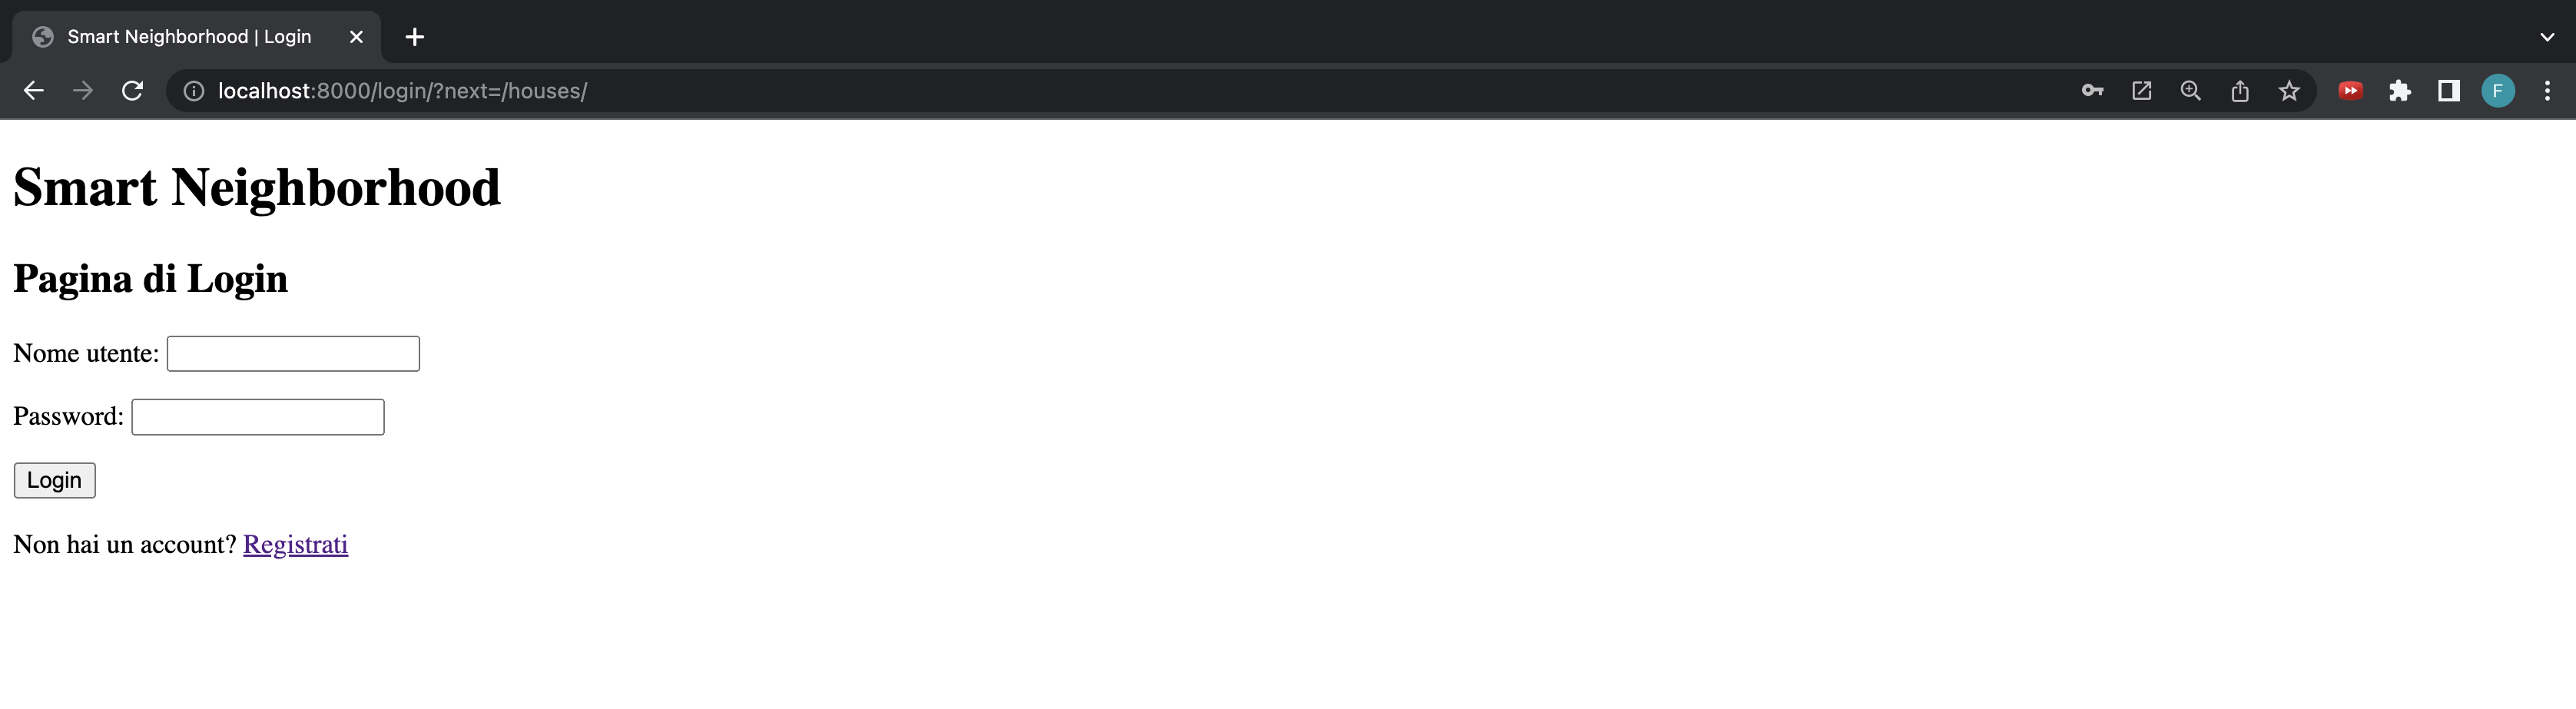 Smart Neighborhood | Login
localhost:8000/login/?next=/houses/
F
Smart Neighborhood
Pagina di Login
Nome utente:
Password:
Login
Non hai un account? Registrati